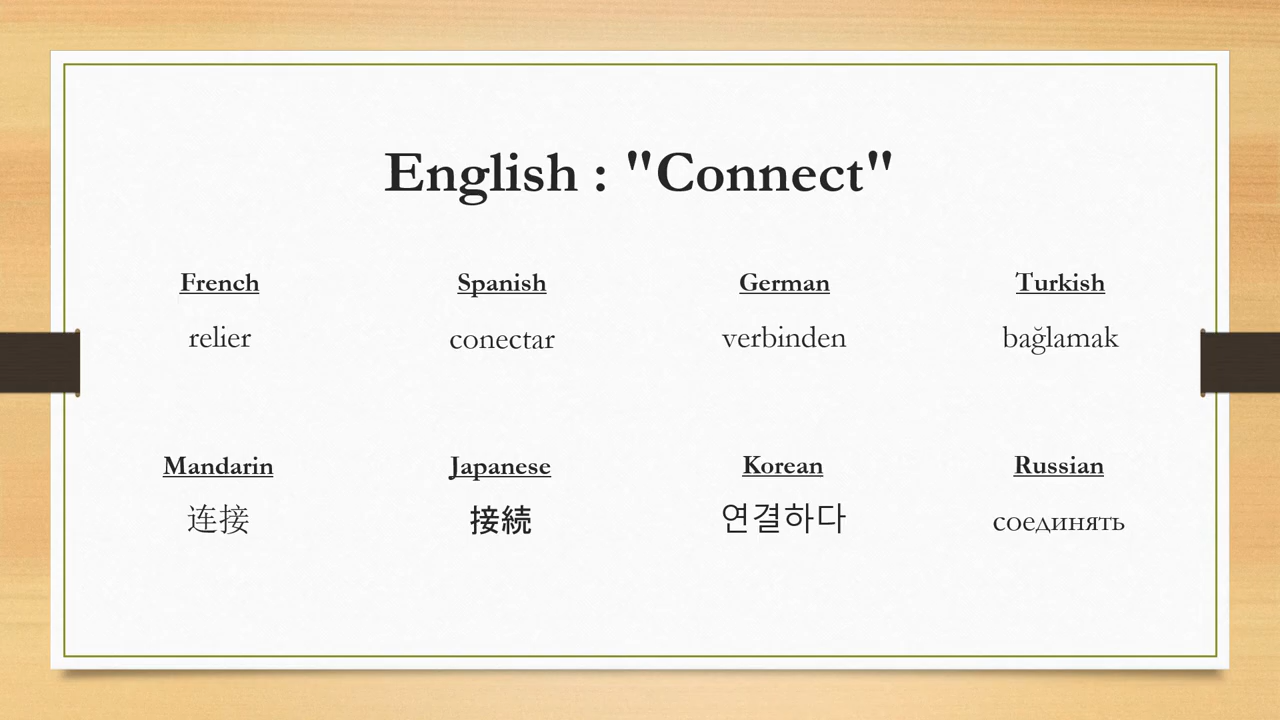 English : "Connect"
French
relier
Spanish
conectar
German
verbinden
Turkish
bağlamak
Mandarin
连接
Japanese
接続
Korean
연결하다
Russian
соединять